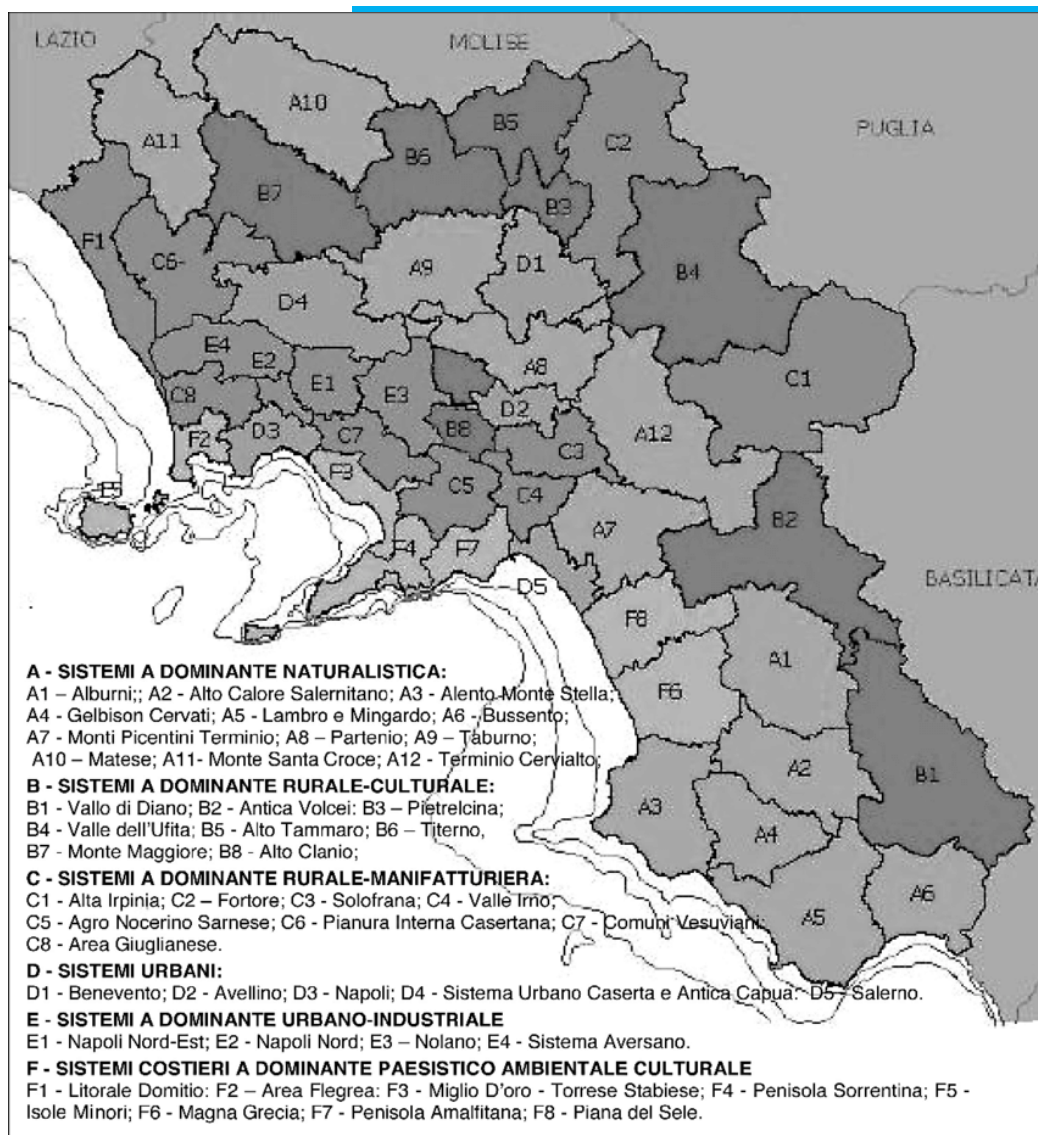 LAZIO
MOLISE
PUGLIA
BASILICATA
A10
A11
B5
C2
B6
B7
B3
F1
C6-
A9
D1
B4
D4
E4
E2
A8
C1
E1
E3
C8
D2
A12
F2
D3
C7
B8
C3
F3
C5
C4
F5
B2
F4
F7
A7
D5
F8
A1
F6
A2
B1
A3
A4
A6
A5
A - SISTEMI A DOMINANTE NATURALISTICA:
A1 – Alburni;; A2 - Alto Calore Salernitano; A3 - Alento Monte Stella;
A4 - Gelbison Cervati; A5 - Lambro e Mingardo; A6 - Bussento;
A7 - Monti Picentini Terminio; A8 – Partenio; A9 – Taburno;
A10 – Matese; A11- Monte Santa Croce; A12 - Terminio Cervialto;
B - SISTEMI A DOMINANTE RURALE-CULTURALE:
B1 - Vallo di Diano; B2 - Antica Volcei: B3 – Pietrelcina;
B4 - Valle dell'Ufita; B5 - Alto Tammaro; B6 – Titerno,
B7 - Monte Maggiore; B8 - Alto Clanio;
C - SISTEMI A DOMINANTE RURALE-MANIFATTURIERA:
C1 - Alta Irpinia; C2 – Fortore; C3 - Solofrana; C4 - Valle Irno;
C5 - Agro Nocerino Sarnese; C6 - Pianura Interna Casertana; C7 - Comuni Vesuviani;
C8 - Area Giuglianese.
D - SISTEMI URBANI:
D1 - Benevento; D2 - Avellino; D3 - Napoli; D4 - Sistema Urbano Caserta e Antica Capua: D5 - Salerno.
E - SISTEMI A DOMINANTE URBANO-INDUSTRIALE
E1 - Napoli Nord-Est; E2 - Napoli Nord; E3 – Nolano; E4 - Sistema Aversano.
F - SISTEMI COSTIERI A DOMINANTE PAESISTICO AMBIENTALE CULTURALE
F1 - Litorale Domitio: F2 – Area Flegrea: F3 - Miglio D'oro - Torrese Stabiese; F4 - Penisola Sorrentina; F5 -
Isole Minori; F6 - Magna Grecia; F7 - Penisola Amalfitana; F8 - Piana del Sele.